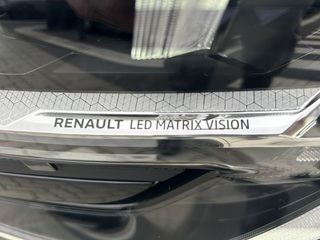 RENAULT LED MATRIX VISION